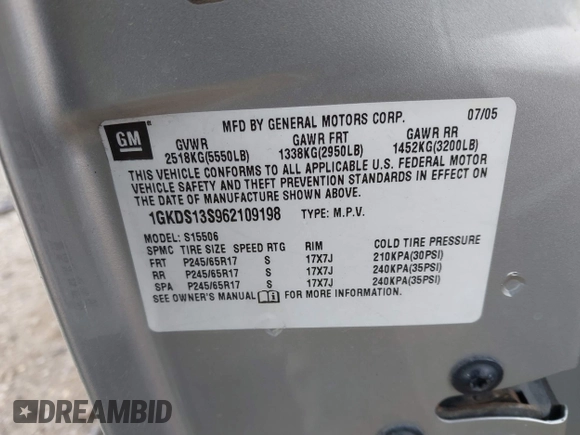 GM
MFD BY GENERAL MOTORS CORP. 07/05
GVWR GAWR FRT GAWR RR
2518KG(5550LB) 1338KG(2950LB) 1452KG(3200LB)
THIS VEHICLE CONFORMS TO ALL APPLICABLE U.S. FEDERAL MOTOR
VEHICLE SAFETY AND THEFT PREVENTION STANDARDS IN EFFECT ON
THE DATE OF MANUFACTURE SHOWN ABOVE.
1GKDS13S962109198 TYPE: M.P.V.
MODEL: S15506
SPMC TIRE SIZE SPEED RTG RIM COLD TIRE PRESSURE
FRT P245/65R17 S 17X7J 210KPA(30PSI)
RR P245/65R17 S 17X7J 240KPA(35PSI)
SPA P245/65R17 S 17X7J 240KPA(35PSI)
SEE OWNER'S MANUAL FOR MORE INFORMATION.
DREAMBID